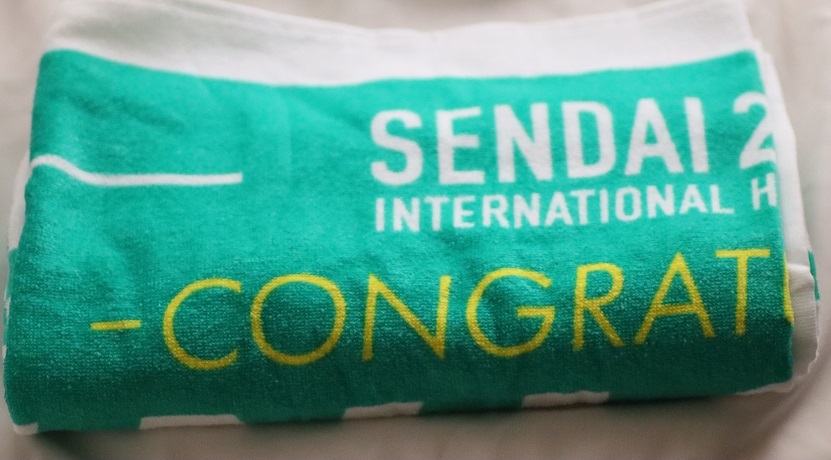 SENDAI 2
INTERNATIONAL H
-CONGRAT